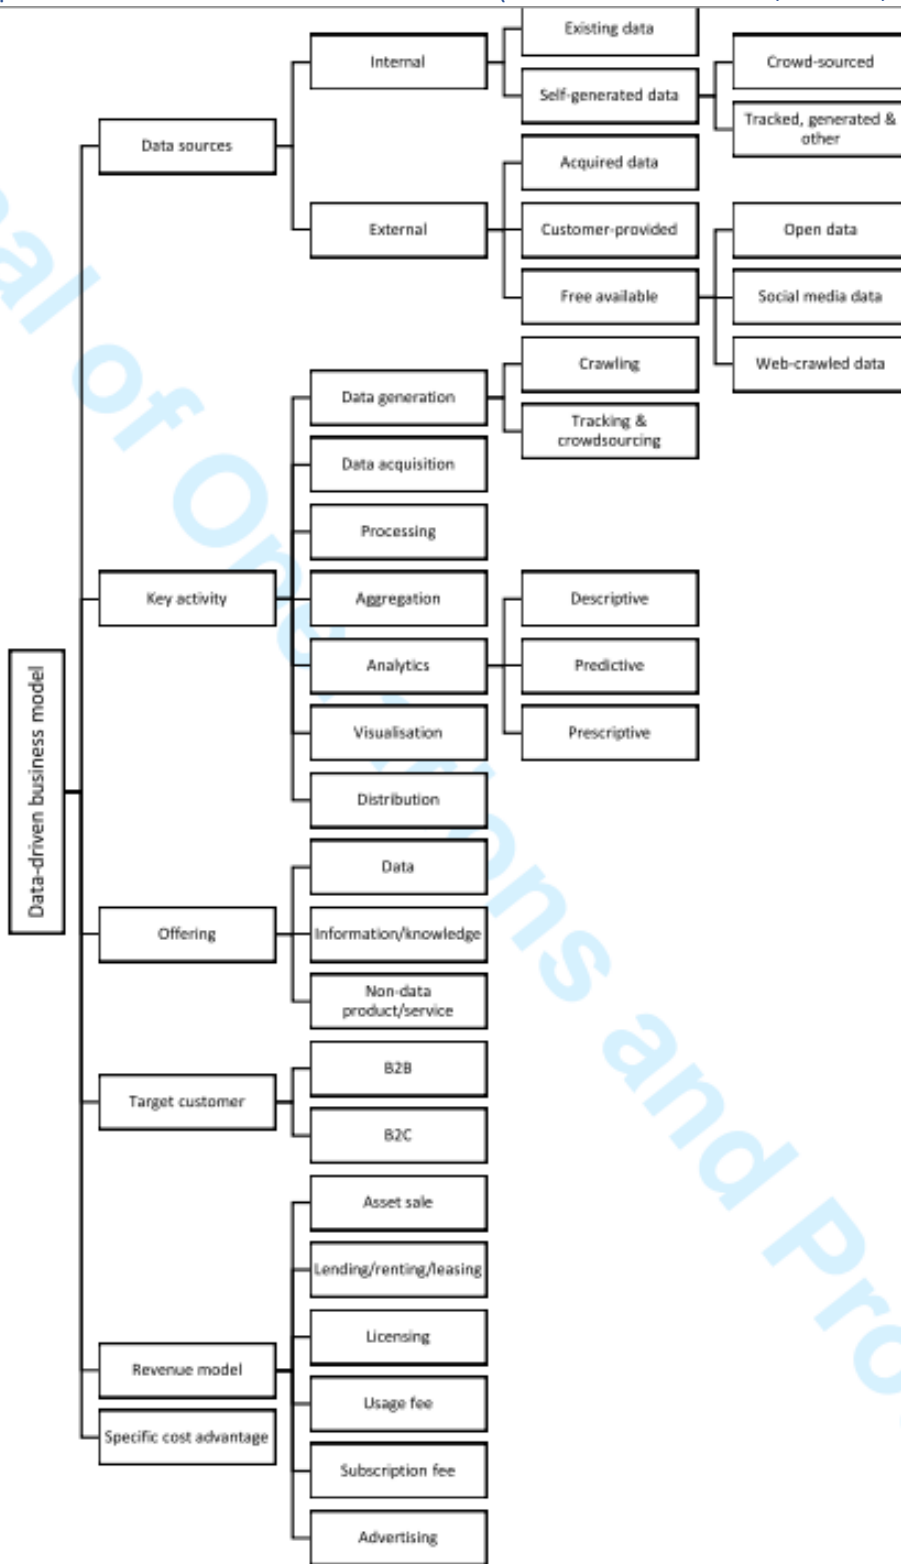 Existing data
Internal
Crowd-sourced
Self-generated data
Tracked, generated &
other
Data sources
Acquired data
External
Customer-provided
Open data
Free available
Social media data
Web-crawled data
Crawling
Data generation
Tracking &
crowdsourcing
Data acquisition
Processing
Key activity
Aggregation
Descriptive
Analytics
Predictive
Visualisation
Prescriptive
Distribution
Data-driven business model
Data
Offering
Information/knowledge
Non-data
product/service
B2B
Target customer
B2C
Asset sale
Lending/renting/leasing
Licensing
Revenue model
Usage fee
Specific cost advantage
Subscription fee
Advertising
of
and